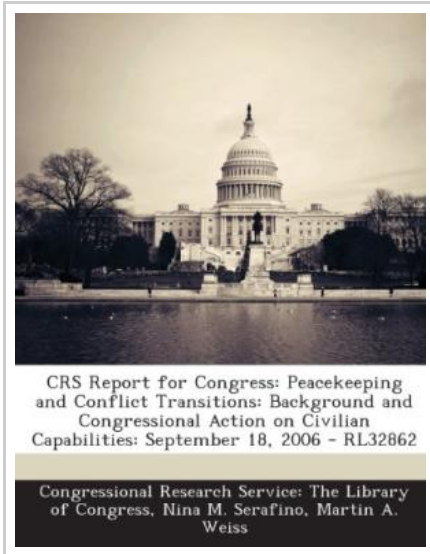 CRS Report for Congress: Peacekeeping
and Conflict Transitions: Background and
Congressional Action on Civilian
Capabilities: September 18, 2006 - RL32862
Congressional Research Service: The Library
of Congress, Nina M. Serafino, Martin A.
Weiss